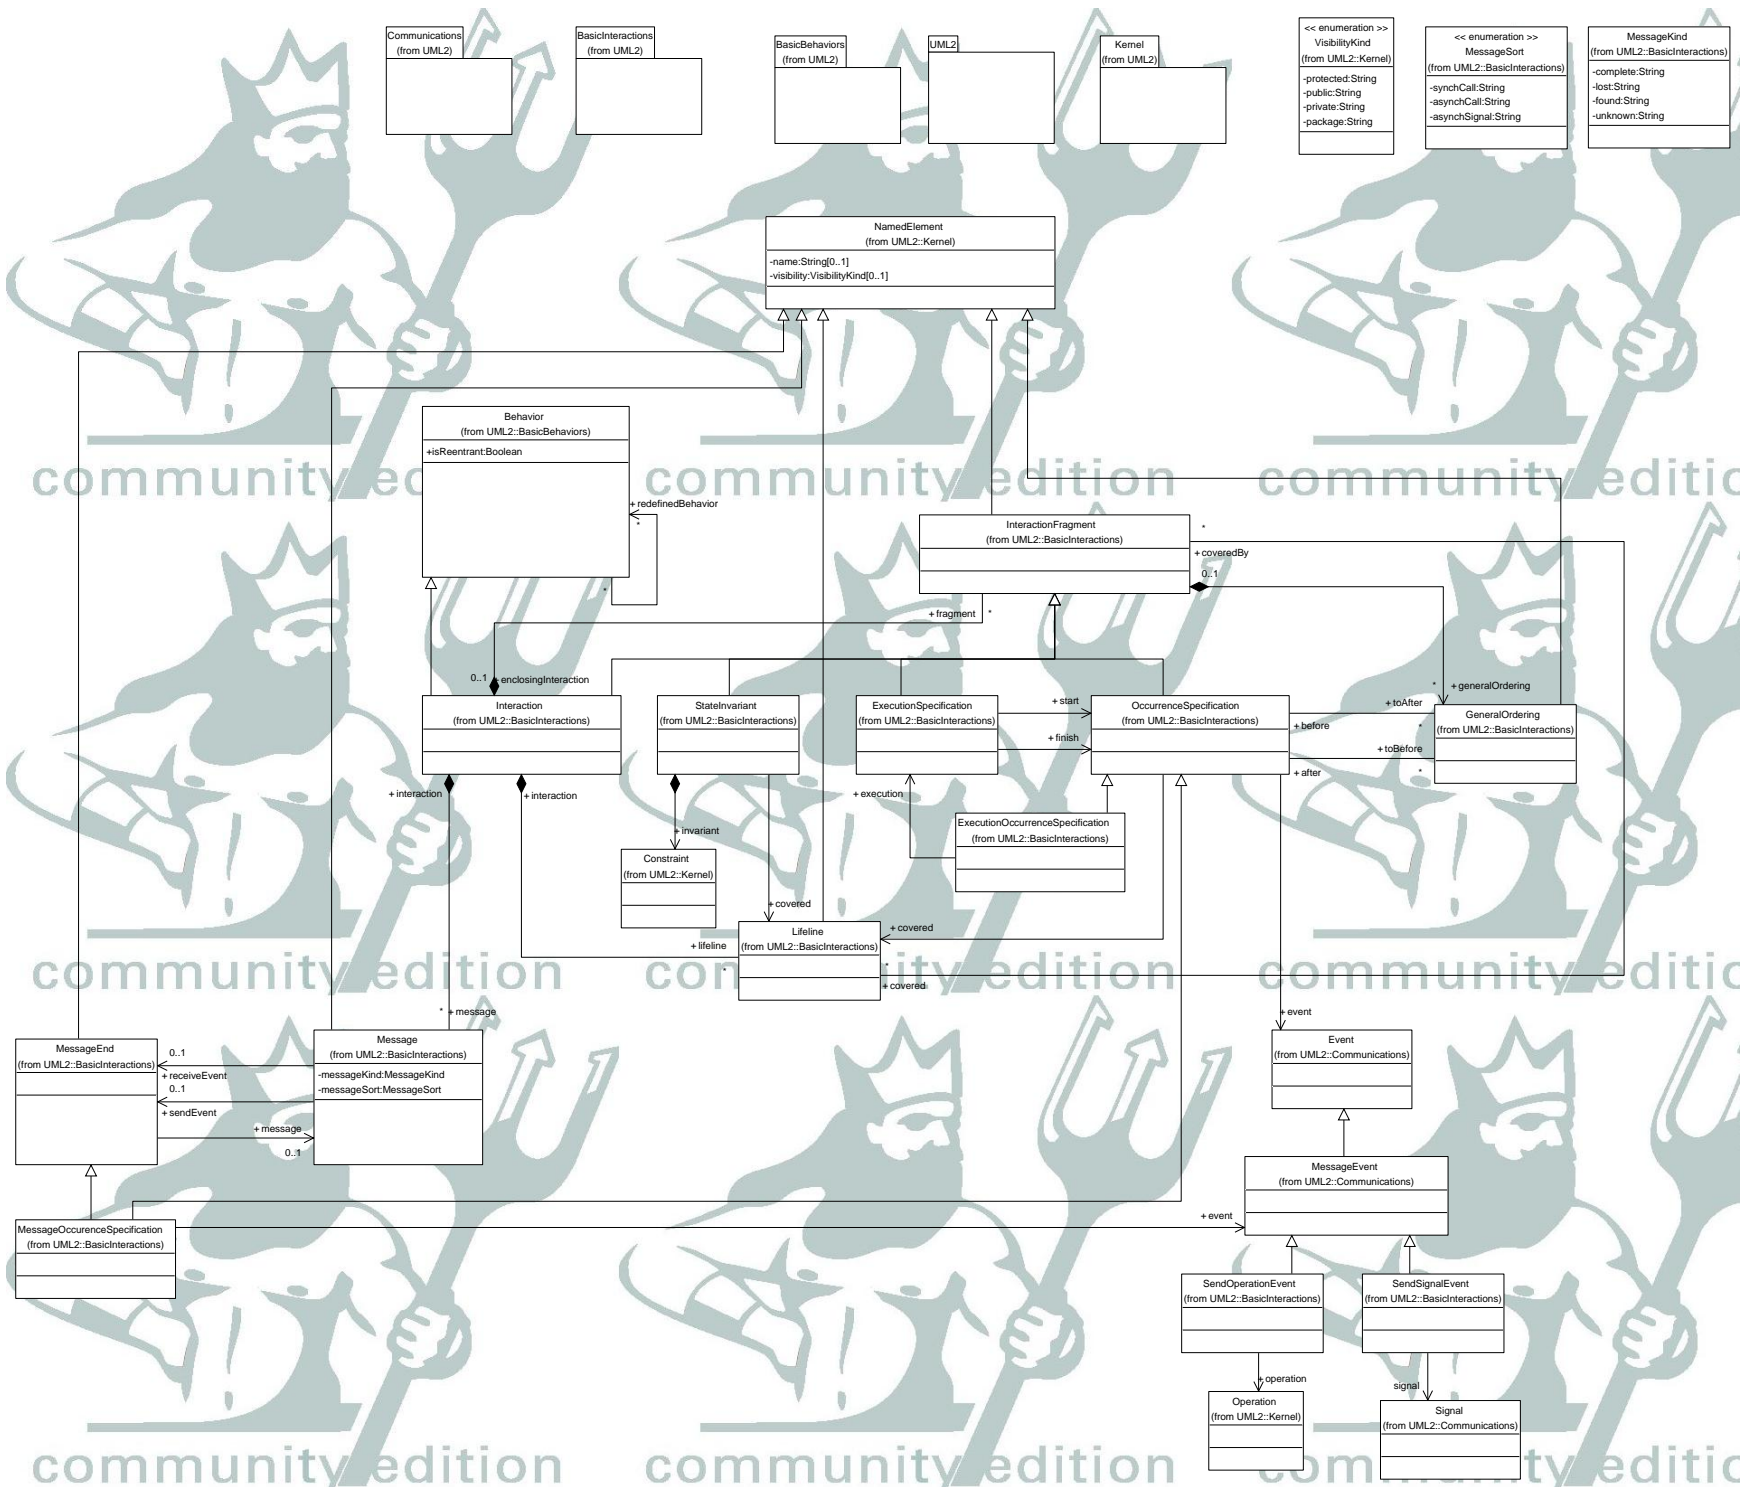 Communications
(from UML2)
BasicInteractions
(from UML2)
BasicBehaviors
(from UML2)
UML2
Kernel
(from UML2)
<< enumeration >>
VisibilityKind
(from UML2::Kernel)
-protected:String
-public:String
-private:String
-package:String
<< enumeration >>
MessageSort
(from UML2::BasicInteractions)
-synchCall:String
-asynchCall:String
-asynchSignal:String
MessageKind
(from UML2::BasicInteractions)
-complete:String
-lost:String
-found:String
-unknown:String
NamedElement
(from UML2::Kernel)
-name:String[0..1]
-visibility:VisibilityKind[0..1]
Behavior
(from UML2::BasicBehaviors)
+isReentrant:Boolean
+ redefinedBehavior
*
*
community edition
community edition
community edition
InteractionFragment
(from UML2::BasicInteractions)
*
+ coveredBy
0..1
+ fragment
*
0..1
+ enclosingInteraction
* + generalOrdering
Interaction
(from UML2::BasicInteractions)
StateInvariant
(from UML2::BasicInteractions)
ExecutionSpecification
(from UML2::BasicInteractions)
+ start
+ finish
OccurrenceSpecification
(from UML2::BasicInteractions)
+ toAfter
*
+ before
+ toBefore
*
+ after
GeneralOrdering
(from UML2::BasicInteractions)
+ interaction
+ interaction
+ invariant
+ execution
ExecutionOccurrenceSpecification
(from UML2::BasicInteractions)
Constraint
(from UML2::Kernel)
+ covered
Lifeline
(from UML2::BasicInteractions)
+ lifeline
*
+ covered
*
+ covered
community edition
community edition
community edition
* + message
+ event
MessageEnd
(from UML2::BasicInteractions)
0..1
+ receiveEvent
0..1
+ sendEvent
+ message
0..1
Message
(from UML2::BasicInteractions)
-messageKind:MessageKind
-messageSort:MessageSort
Event
(from UML2::Communications)
MessageEvent
(from UML2::Communications)
MessageOccurenceSpecification
(from UML2::BasicInteractions)
+ event
SendOperationEvent
(from UML2::BasicInteractions)
SendSignalEvent
(from UML2::BasicInteractions)
+ operation
signal
Operation
(from UML2::Kernel)
Signal
(from UML2::Communications)
community edition
community edition
community edition